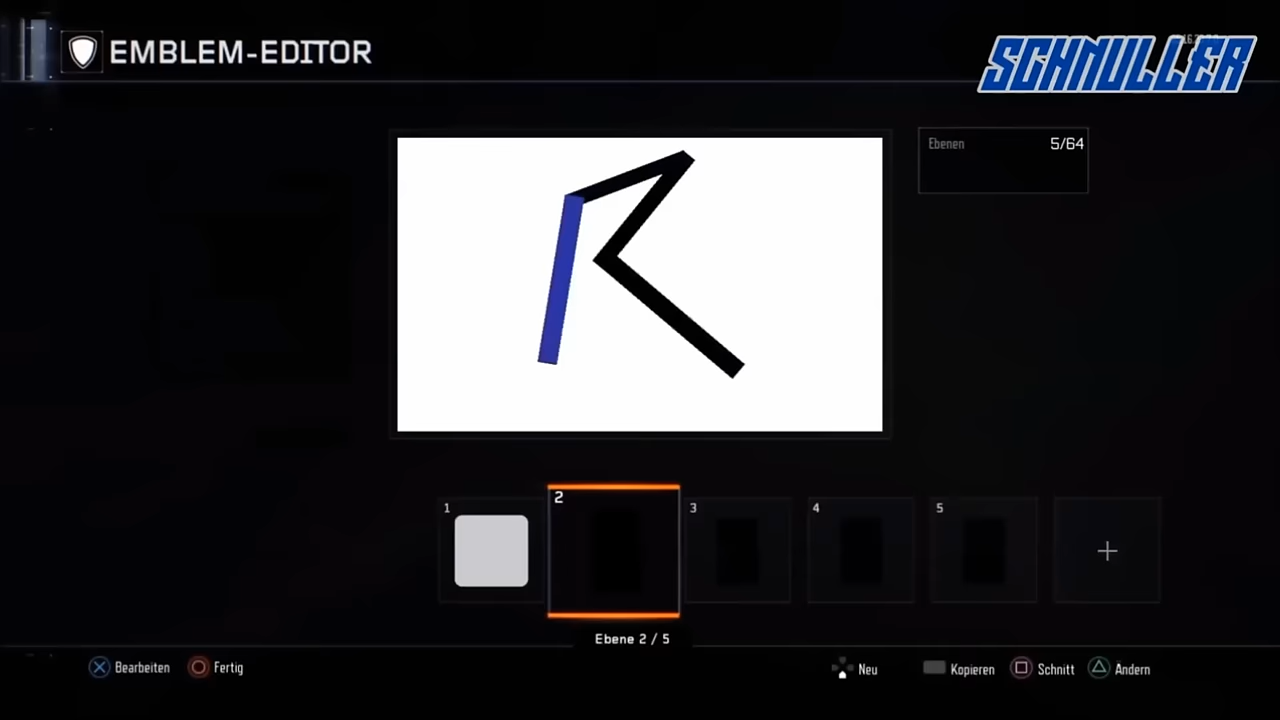 EMBLEM-EDITOR
SCHNULLER
Ebenen 5/64
R
1
2
3
4
5
Ebene 2 / 5
Bearbeiten
Fertig
Neu
Kopieren
Schnitt
Ändern